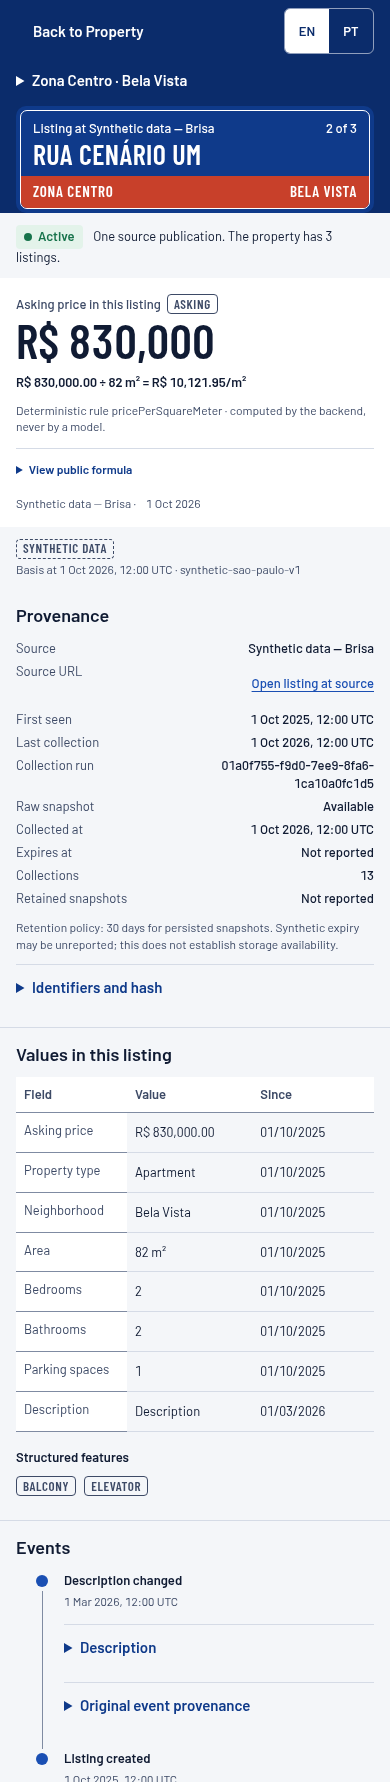 Back to Property
EN
PT
Zona Centro · Bela Vista
Listing at Synthetic data — Brisa
2 of 3
RUA CENÁRIO UM
ZONA CENTRO
BELA VISTA
Active One source publication. The property has 3
listings.
Asking price in this listing ASKING
R$ 830,000
R$ 830,000.00 ÷ 82 m² = R$ 10,121.95/m²
Deterministic rule pricePerSquareMeter · computed by the backend,
never by a model.
View public formula
Synthetic data — Brisa · 1 Oct 2026
SYNTHETIC DATA
Basis at 1 Oct 2026, 12:00 UTC · synthetic-sao-paulo-v1
Provenance
Source Synthetic data — Brisa
Source URL
Open listing at source
First seen 1 Oct 2025, 12:00 UTC
Last collection 1 Oct 2026, 12:00 UTC
Collection run 01a0f755-f9d0-7ee9-8fa6-
1ca10a0fc1d5
Raw snapshot Available
Collected at 1 Oct 2026, 12:00 UTC
Expires at Not reported
Collections 13
Retained snapshots Not reported
Retention policy: 30 days for persisted snapshots. Synthetic expiry
may be unreported; this does not establish storage availability.
Identifiers and hash
Values in this listing
Field Value Since
Asking price R$ 830,000.00 01/10/2025
Property type Apartment 01/10/2025
Neighborhood Bela Vista 01/10/2025
Area 82 m² 01/10/2025
Bedrooms 2 01/10/2025
Bathrooms 2 01/10/2025
Parking spaces 1 01/10/2025
Description Description 01/03/2026
Structured features
BALCONY ELEVATOR
Events
Description changed
1 Mar 2026, 12:00 UTC
Description
Original event provenance
Listing created
1 Oct 2025, 12:00 UTC